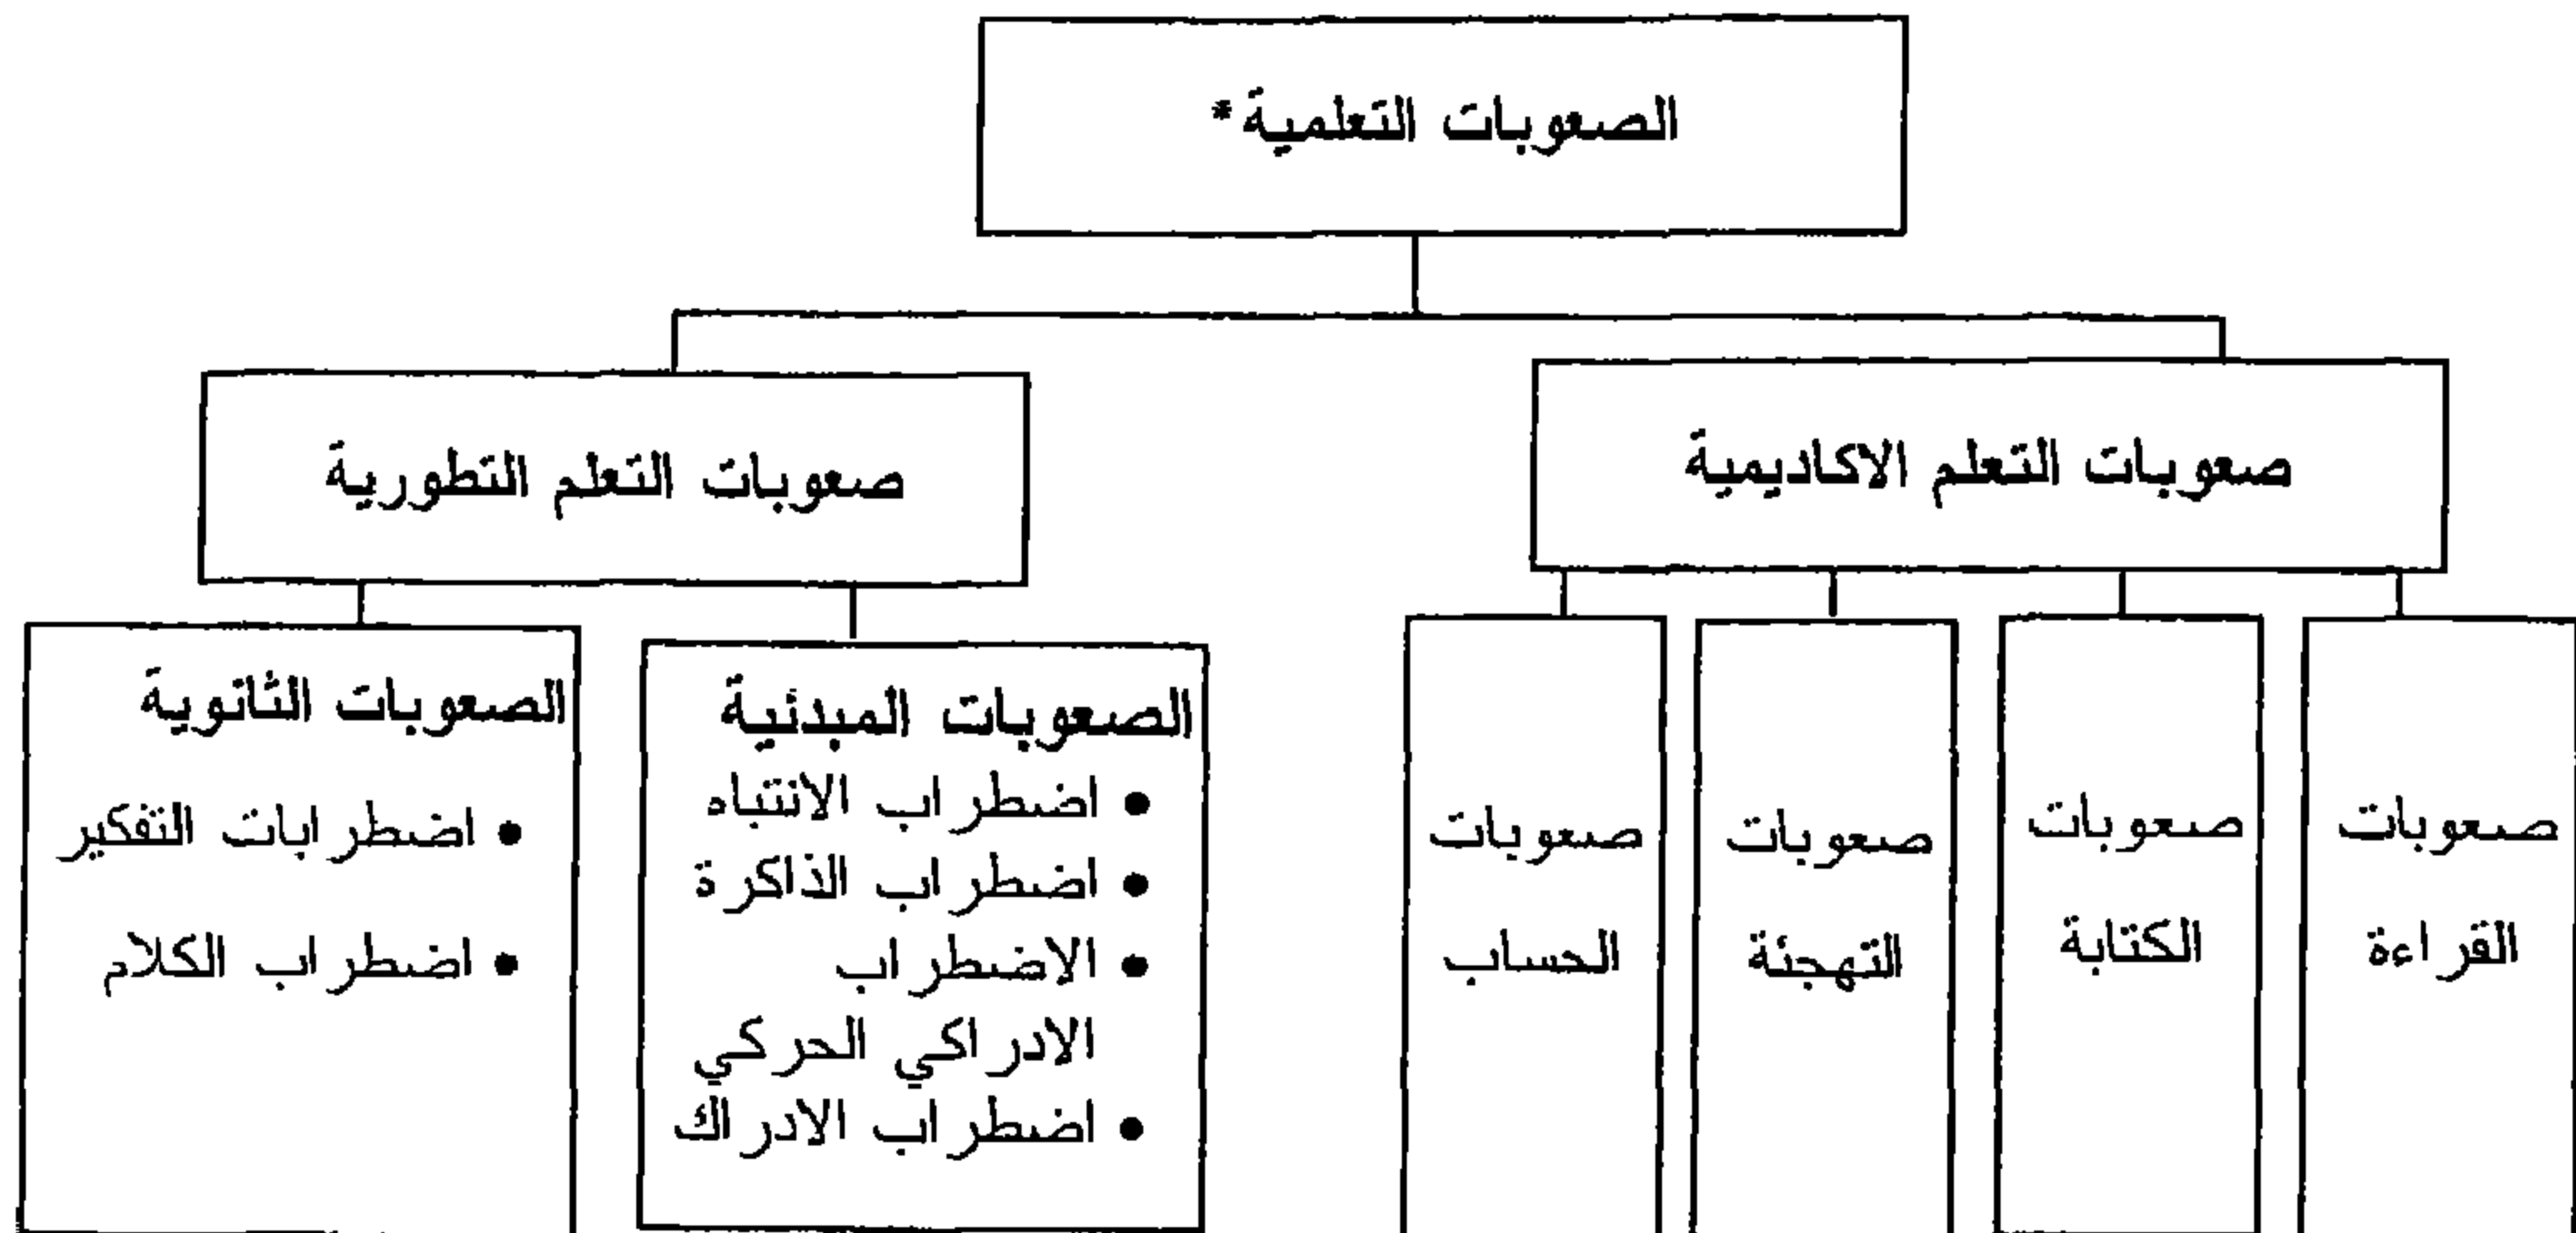 الصعوبات التعلمية*
صعوبات التعلم الاكاديمية
صعوبات التعلم التطورية
صعوبات
القراءة
صعوبات
الكتابة
صعوبات
التهجئة
صعوبات
الحساب
الصعوبات المبدئية
• اضطراب الانتباه
• اضطراب الذاكرة
• الاضطراب
الادراكي الحركي
• اضطراب الادراك
الصعوبات الثانوية
• اضطرابات التفكير
• اضطراب الكلام